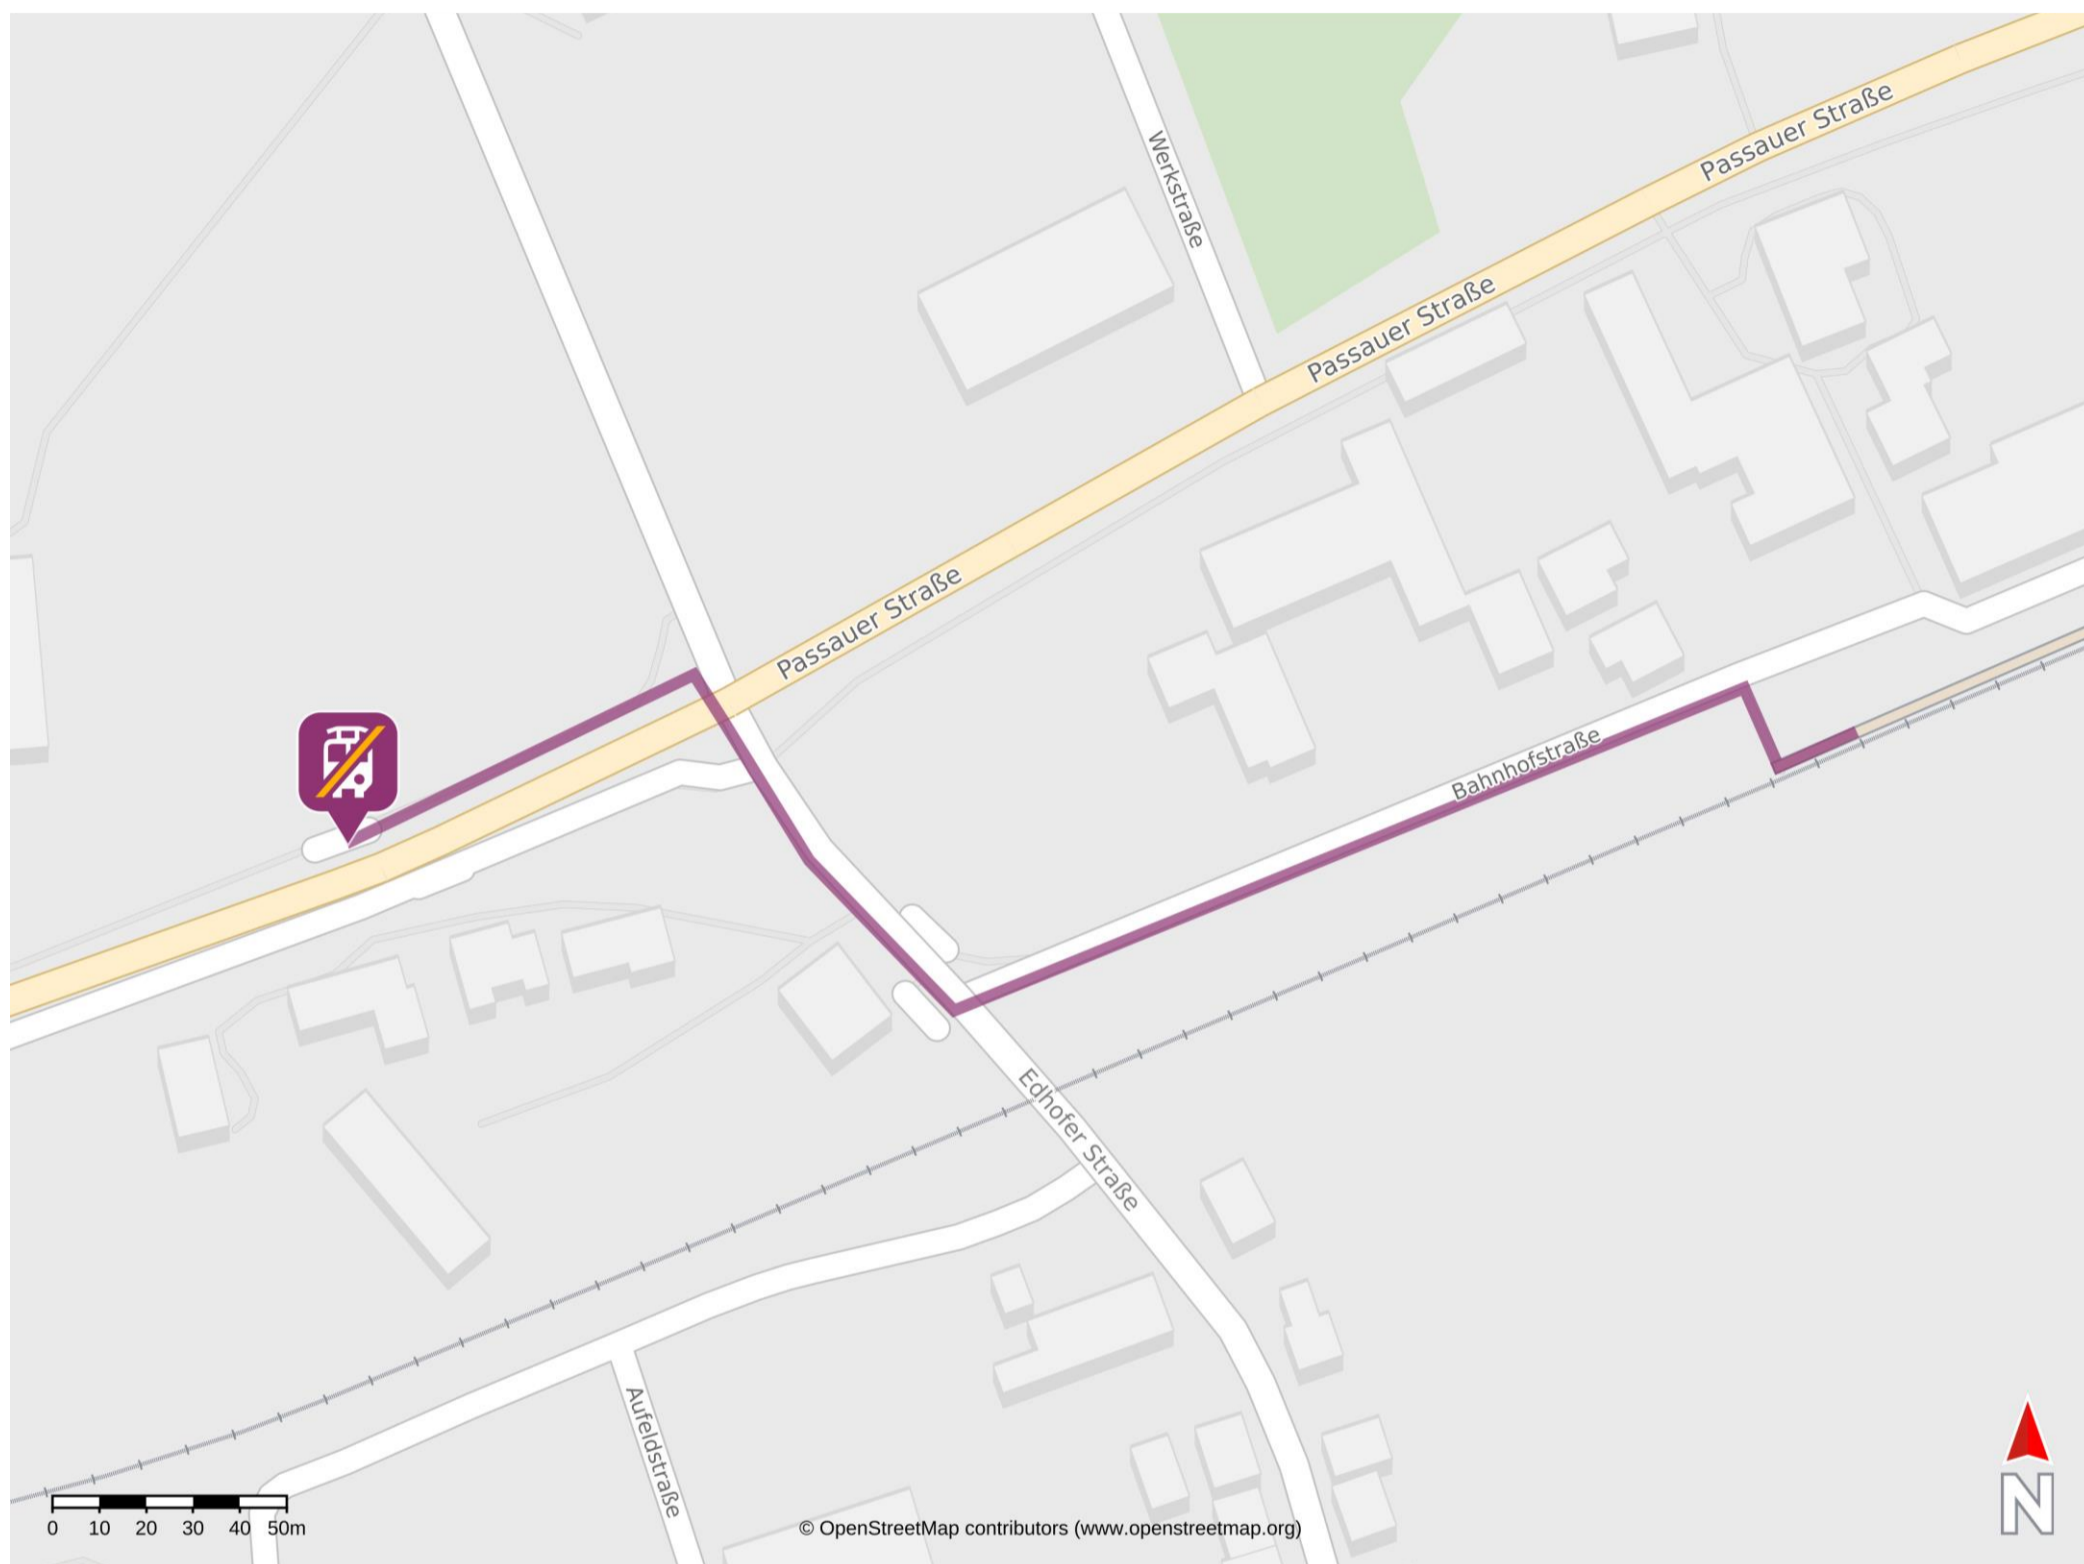 Werkstraße
Passauer Straße
Passauer Straße
Passauer Straße
Bahnhofstraße
Edhofer Straße
Aufeldstraße
0 10 20 30 40 50m
© OpenStreetMap contributors (www.openstreetmap.org)
N